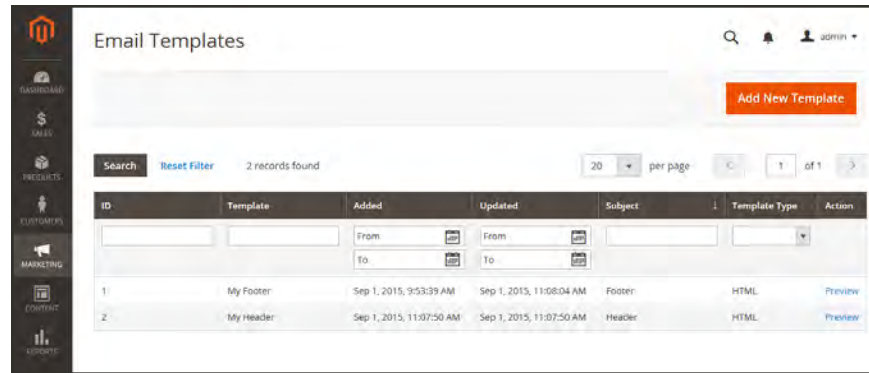 Email Templates
admin
DASHBOARD
Add New Template
SALES
Search Reset Filter 2 records found 20 per page 1 of 1
PRODUCTS
ID Template Added Updated Subject ↓ Template Type Action
CUSTOMERS
From From
To To
MARKETING
1 My Footer Sep 1, 2015, 9:53:39 AM Sep 1, 2015, 11:08:04 AM Footer HTML Preview
CONTENT
2 My Header Sep 1, 2015, 11:07:50 AM Sep 1, 2015, 11:07:50 AM Header HTML Preview
REPORTS